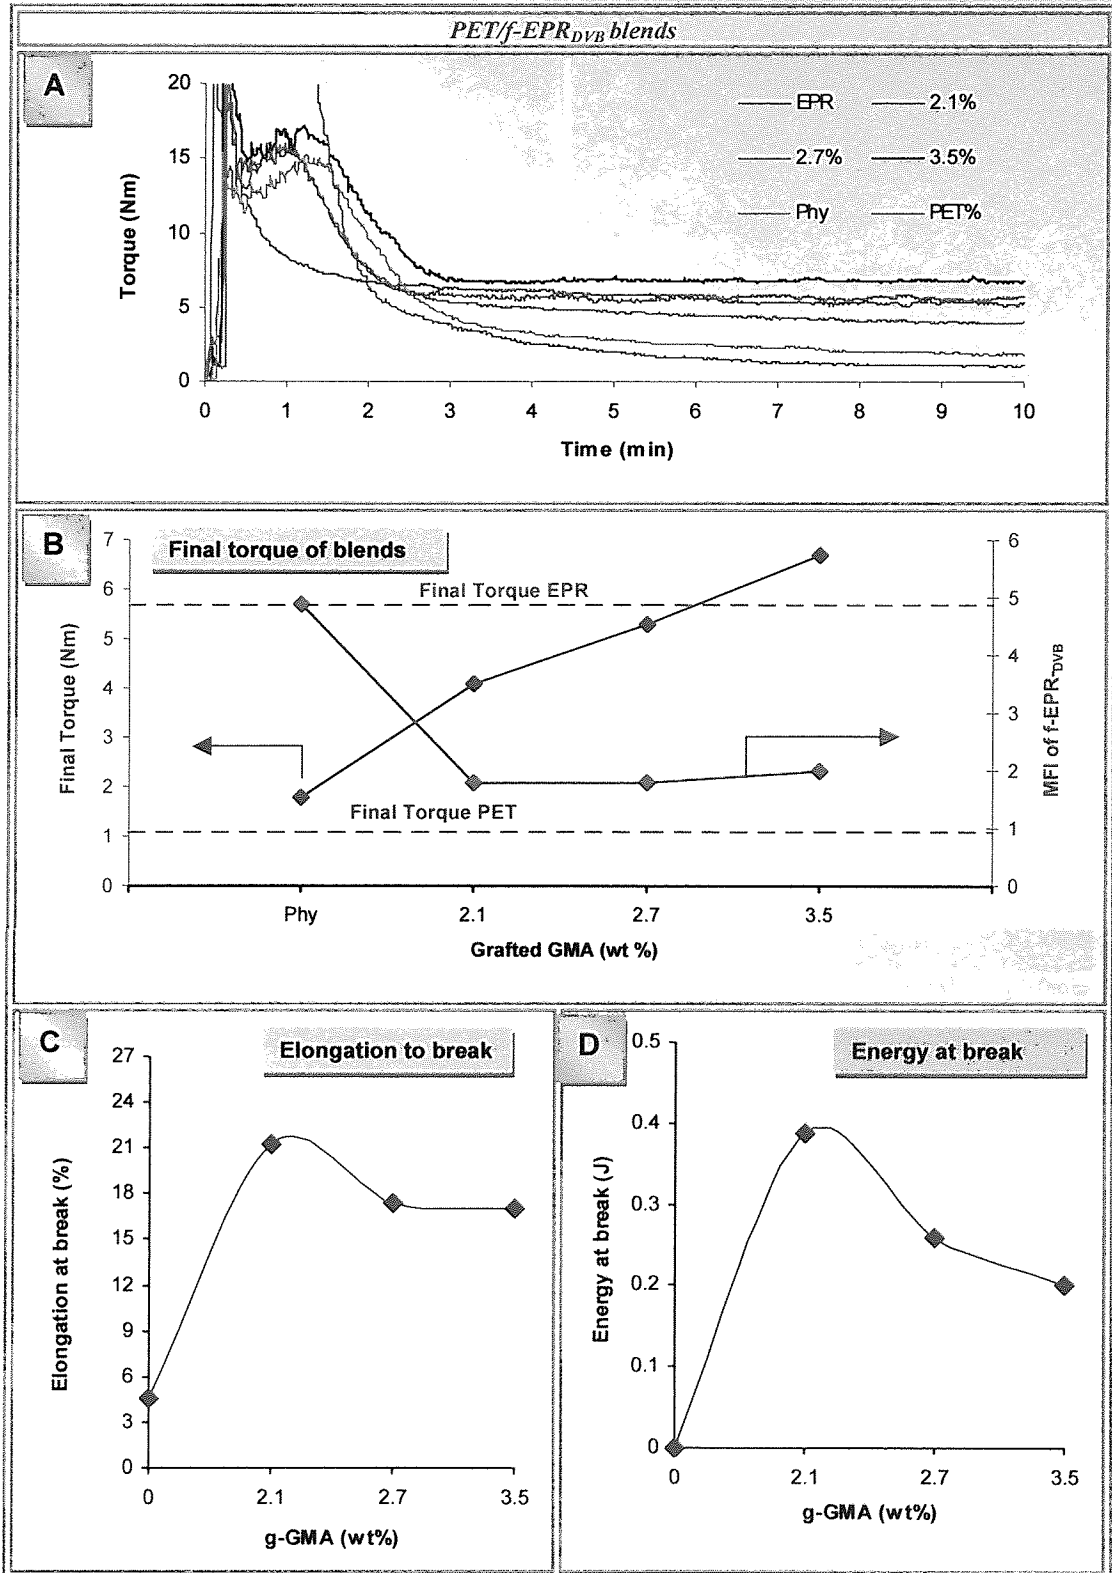 PET/f-EPR_DVB blends
A
20
15
10
5
0
Torque (Nm)
EPR 2.1%
2.7% 3.5%
Phy PET%
0 1 2 3 4 5 6 7 8 9 10
Time (min)
B
Final torque of blends
7
6
5
4
3
2
1
0
Final Torque (Nm)
Final Torque EPR
Final Torque PET
6
5
4
3
2
1
0
MFI of f-EPR-DVB
Phy 2.1 2.7 3.5
Grafted GMA (wt %)
C
Elongation to break
27
24
21
18
15
12
9
6
3
0
Elongation at break (%)
0 2.1 2.7 3.5
g-GMA (wt%)
D
Energy at break
0.5
0.4
0.3
0.2
0.1
0
Energy at break (J)
0 2.1 2.7 3.5
g-GMA (wt%)